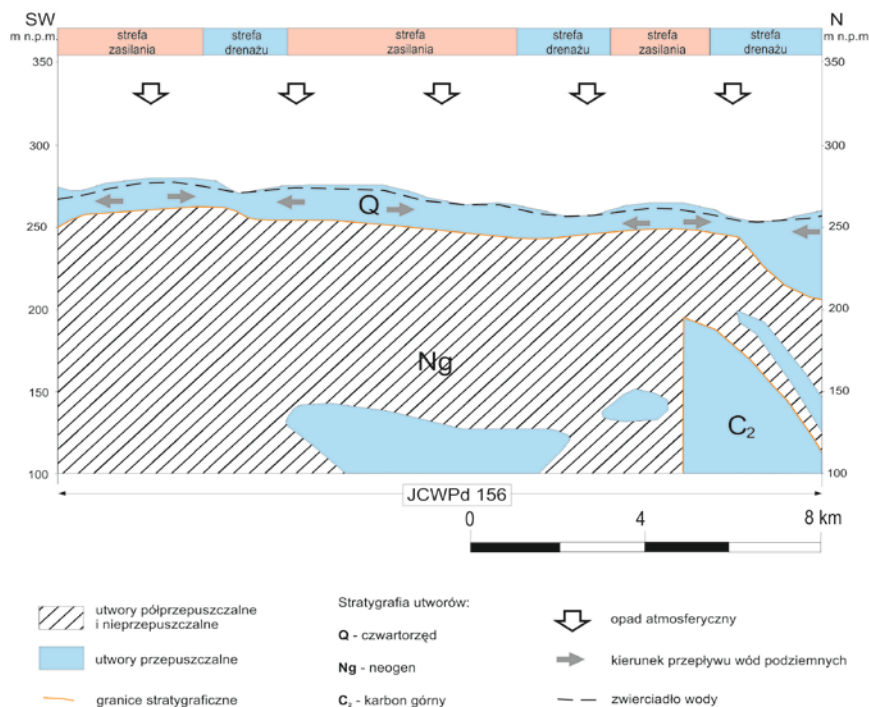 SW
N
m n.p.m.
m n.p.m.
strefa zasilania
strefa drenażu
strefa zasilania
strefa drenażu
strefa zasilania
strefa drenażu
350
350
300
300
250
250
200
200
150
150
100
100
Q
Ng
C₂
JCWPd 156
0
4
8 km
utwory półprzepuszczalne
i nieprzepuszczalne
utwory przepuszczalne
granice stratygraficzne
Stratygrafia utworów:
Q - czwartorzęd
Ng - neogen
C₂ - karbon górny
opad atmosferyczny
kierunek przepływu wód podziemnych
zwierciadło wody